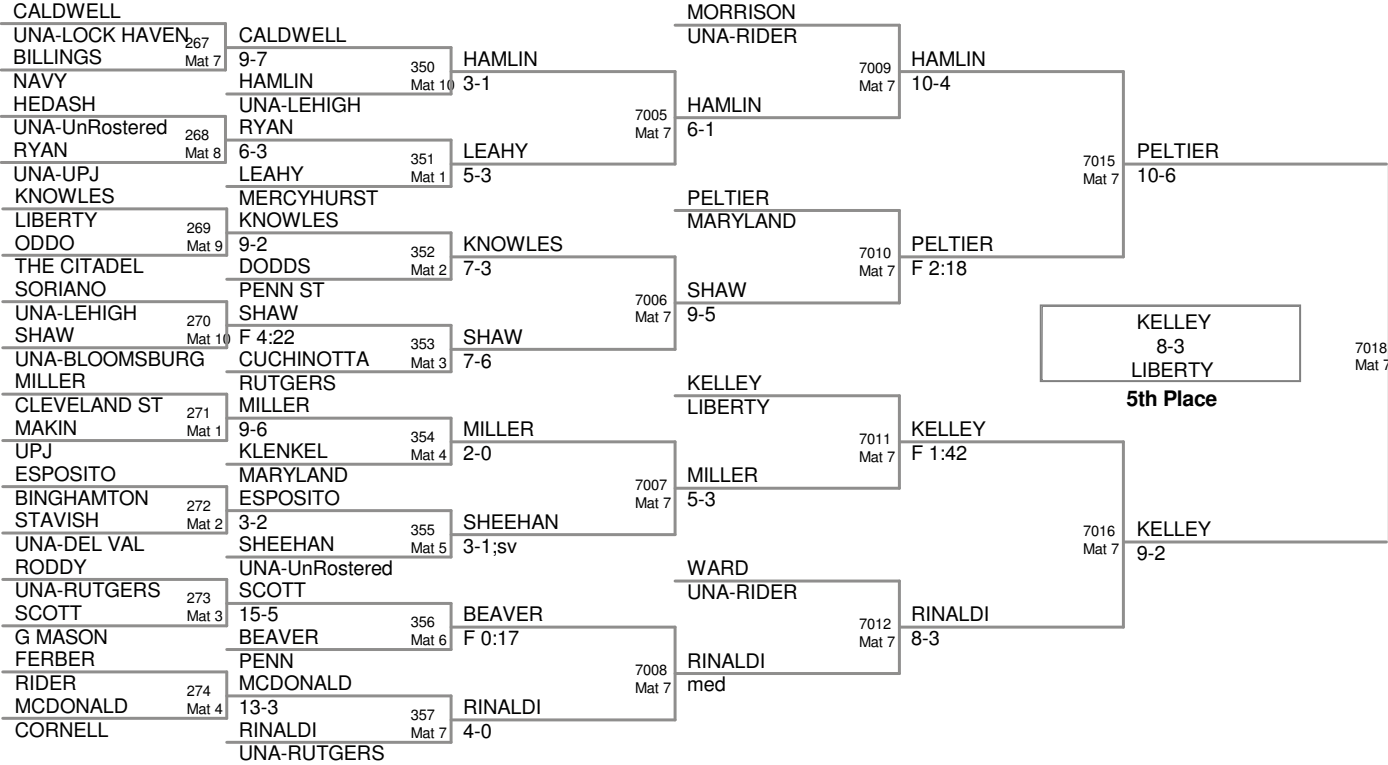 CALDWELL
UNA-LOCK HAVEN
267
BILLINGS
Mat 7
NAVY
HEDASH
UNA-UnRostered
268
RYAN
Mat 8
UNA-UPJ
KNOWLES
LIBERTY
269
ODDO
Mat 9
THE CITADEL
SORIANO
UNA-LEHIGH
270
SHAW
Mat 10
UNA-BLOOMSBURG
MILLER
CLEVELAND ST
271
MAKIN
Mat 1
UPJ
ESPOSITO
BINGHAMTON
272
STAVISH
Mat 2
UNA-DEL VAL
RODDY
UNA-RUTGERS
273
SCOTT
Mat 3
G MASON
FERBER
RIDER
274
MCDONALD
Mat 4
CORNELL
CALDWELL
9-7
350
HAMLIN
Mat 10
UNA-LEHIGH
RYAN
6-3
351
LEAHY
Mat 1
MERCYHURST
KNOWLES
9-2
352
DODDS
Mat 2
PENN ST
SHAW
F 4:22
353
CUCHINOTTA
Mat 3
RUTGERS
MILLER
9-6
354
KLENKEL
Mat 4
MARYLAND
ESPOSITO
3-2
355
SHEEHAN
Mat 5
UNA-UnRostered
SCOTT
15-5
356
BEAVER
Mat 6
PENN
MCDONALD
13-3
357
RINALDI
Mat 7
UNA-RUTGERS
HAMLIN
3-1
7005
Mat 7
LEAHY
5-3
KNOWLES
7-3
7006
Mat 7
SHAW
7-6
MILLER
2-0
7007
Mat 7
SHEEHAN
3-1;sv
BEAVER
F 0:17
7008
Mat 7
RINALDI
4-0
MORRISON
UNA-RIDER
7009
Mat 7
HAMLIN
6-1
PELTIER
MARYLAND
7010
Mat 7
SHAW
9-5
KELLEY
LIBERTY
7011
Mat 7
MILLER
5-3
WARD
UNA-RIDER
7012
Mat 7
RINALDI
med
HAMLIN
10-4
7015
Mat 7
PELTIER
F 2:18
KELLEY
F 1:42
7016
Mat 7
RINALDI
8-3
PELTIER
10-6
7018
Mat 7
KELLEY
9-2
KELLEY
8-3
LIBERTY
5th Place